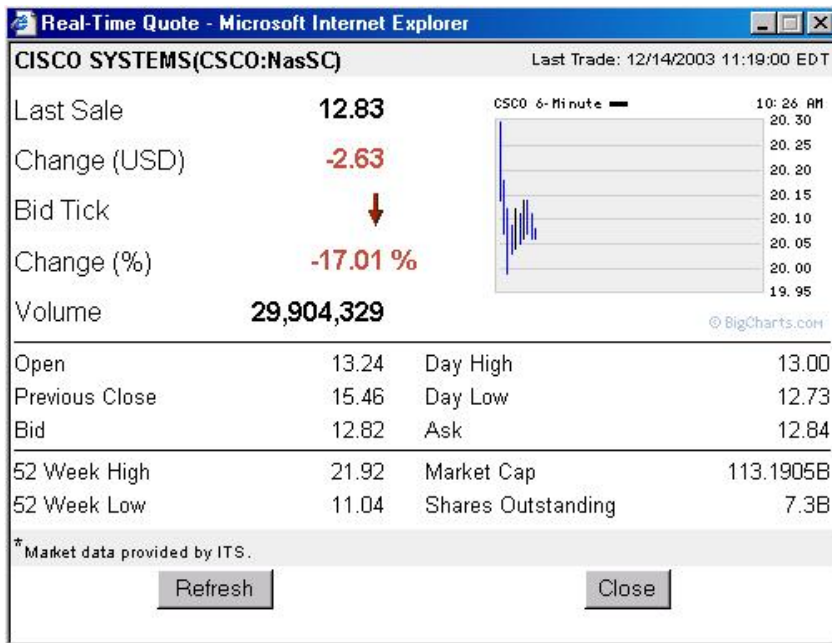 Real-Time Quote - Microsoft Internet Explorer
CISCO SYSTEMS(CSCO:NasSC) Last Trade: 12/14/2003 11:19:00 EDT
Last Sale 12.83
Change (USD) -2.63
Bid Tick
Change (%) -17.01 %
Volume 29,904,329
CSCO 6-Minute 10:26 AM
20.30
20.25
20.20
20.15
20.10
20.05
20.00
19.95
© BigCharts.com
Open 13.24 Day High 13.00
Previous Close 15.46 Day Low 12.73
Bid 12.82 Ask 12.84
52 Week High 21.92 Market Cap 113.1905B
52 Week Low 11.04 Shares Outstanding 7.3B
*Market data provided by ITS.
Refresh Close